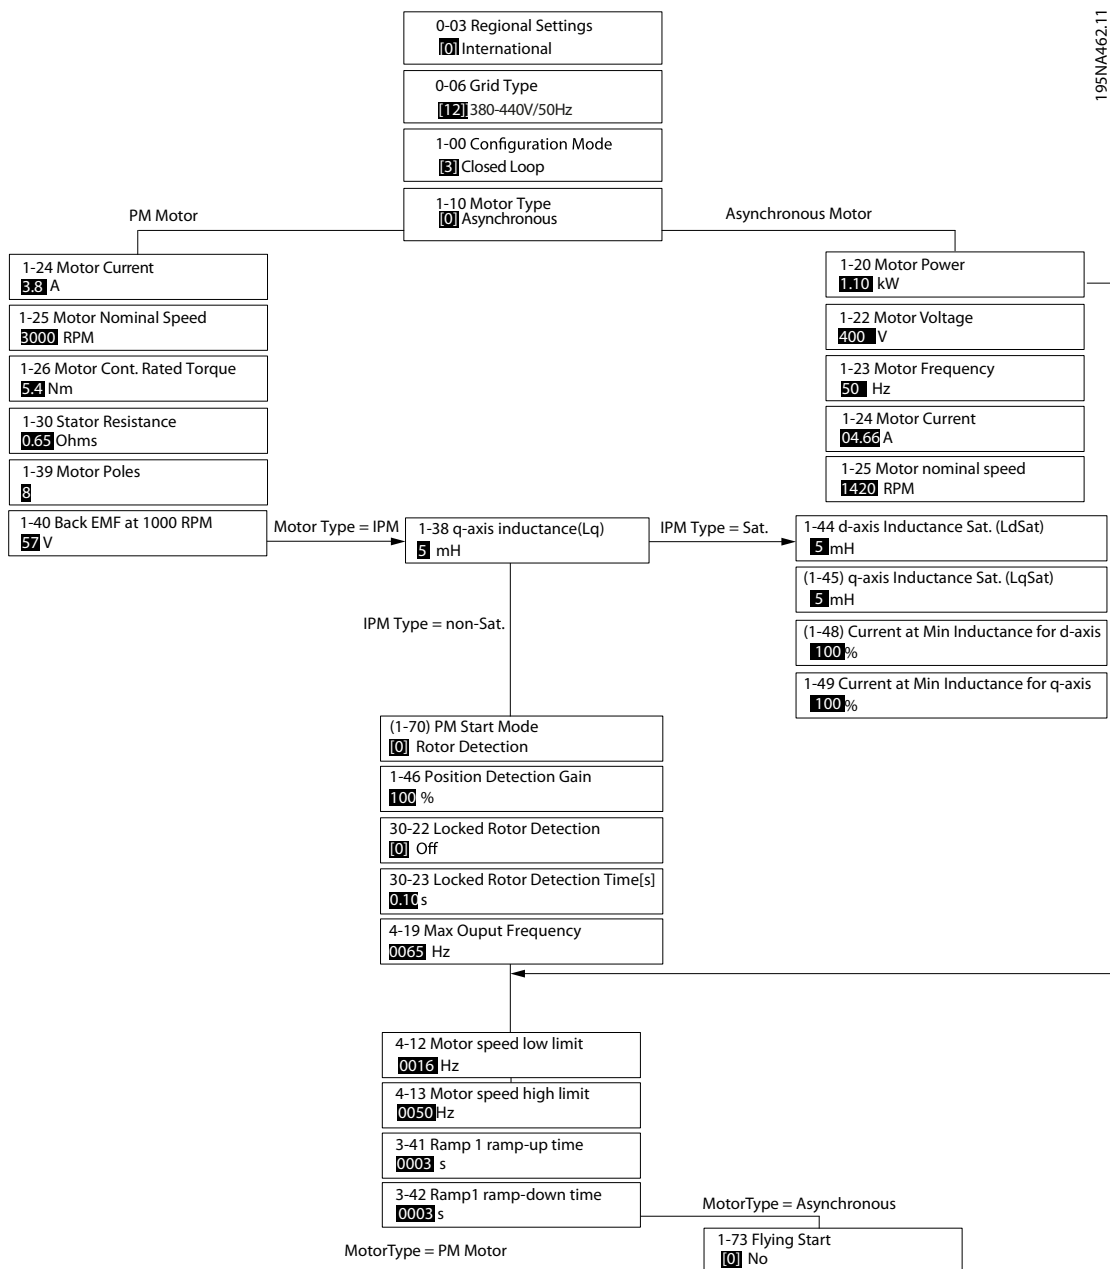 195NA462.11
0-03 Regional Settings
[0] International
0-06 Grid Type
[12] 380-440V/50Hz
1-00 Configuration Mode
[3] Closed Loop
1-10 Motor Type
[0] Asynchronous
PM Motor
Asynchronous Motor
1-24 Motor Current
3.8 A
1-25 Motor Nominal Speed
3000 RPM
1-26 Motor Cont. Rated Torque
5.4 Nm
1-30 Stator Resistance
0.65 Ohms
1-39 Motor Poles
8
1-40 Back EMF at 1000 RPM
57 V
1-20 Motor Power
1.10 kW
1-22 Motor Voltage
400 V
1-23 Motor Frequency
50 Hz
1-24 Motor Current
04.66 A
1-25 Motor nominal speed
1420 RPM
Motor Type = IPM
1-38 q-axis inductance(Lq)
5 mH
IPM Type = Sat.
1-44 d-axis Inductance Sat. (LdSat)
5 mH
(1-45) q-axis Inductance Sat. (LqSat)
5 mH
(1-48) Current at Min Inductance for d-axis
100 %
1-49 Current at Min Inductance for q-axis
100 %
IPM Type = non-Sat.
(1-70) PM Start Mode
[0] Rotor Detection
1-46 Position Detection Gain
100 %
30-22 Locked Rotor Detection
[0] Off
30-23 Locked Rotor Detection Time[s]
0.10 s
4-19 Max Ouput Frequency
0065 Hz
4-12 Motor speed low limit
0016 Hz
4-13 Motor speed high limit
0050 Hz
3-41 Ramp 1 ramp-up time
0003 s
3-42 Ramp1 ramp-down time
0003 s
MotorType = Asynchronous
MotorType = PM Motor
1-73 Flying Start
[0] No